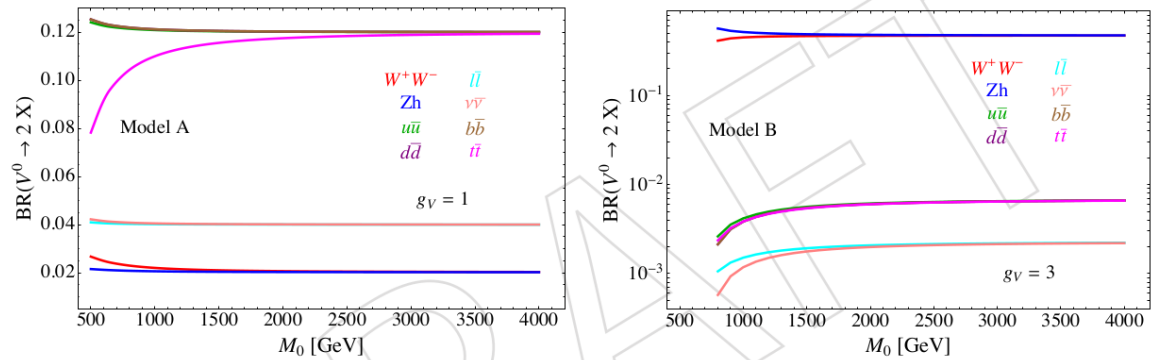 BR(V⁰ → 2 X)
0.12
0.10
0.08
0.06
0.04
0.02
Model A
W⁺W⁻ ll̄
Zh νν̄
uū bb̄
dd̄ tt̄
g_V = 1
500 1000 1500 2000 2500 3000 3500 4000
M₀ [GeV]
BR(V⁰ → 2 X)
10⁻¹
10⁻²
10⁻³
Model B
W⁺W⁻ ll̄
Zh νν̄
uū bb̄
dd̄ tt̄
g_V = 3
500 1000 1500 2000 2500 3000 3500 4000
M₀ [GeV]
DRAFT